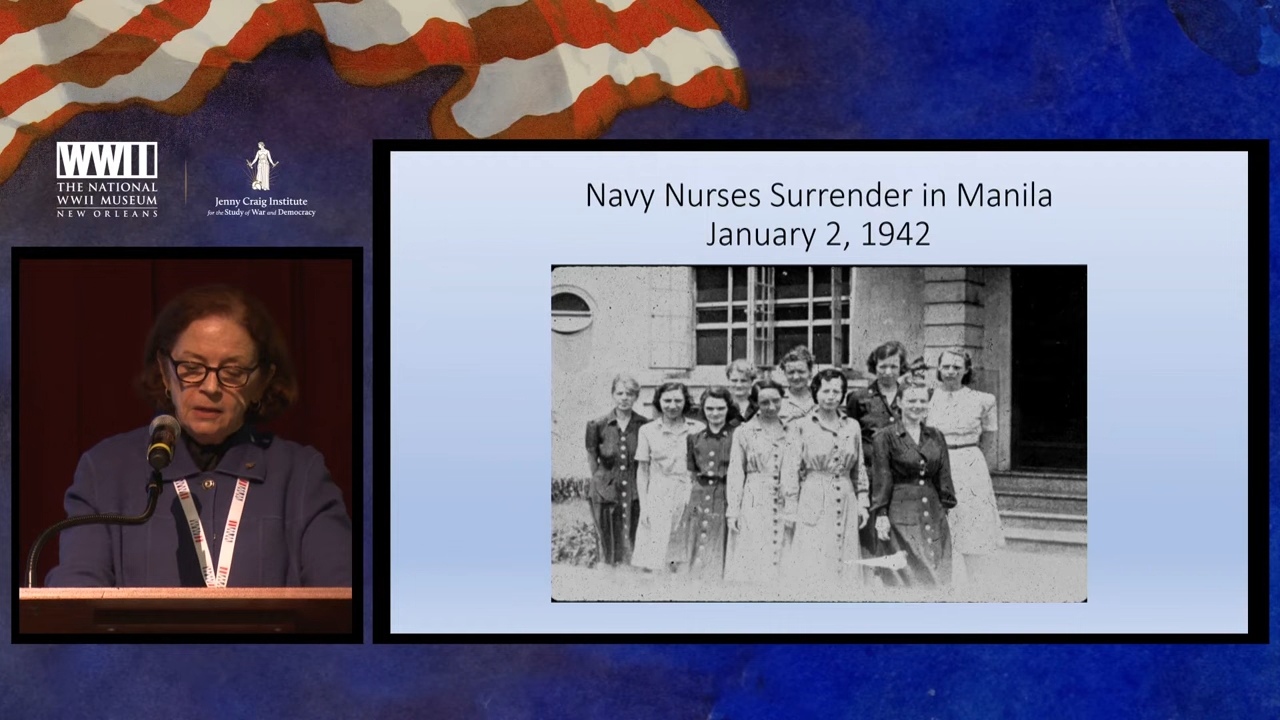 WWII
THE NATIONAL
WWII MUSEUM
NEW ORLEANS
Jenny Craig Institute
for the Study of War and Democracy
Navy Nurses Surrender in Manila
January 2, 1942